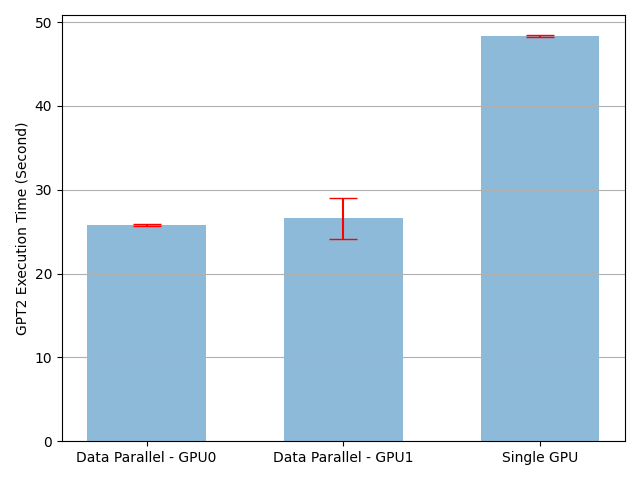 GPT2 Execution Time (Second)
50
40
30
20
10
0
Data Parallel - GPU0
Data Parallel - GPU1
Single GPU